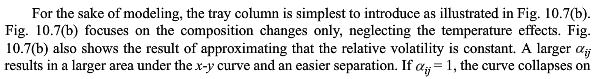 For the sake of modeling, the tray column is simplest to introduce as illustrated in Fig. 10.7(b).
Fig. 10.7(b) focuses on the composition changes only, neglecting the temperature effects. Fig.
10.7(b) also shows the result of approximating that the relative volatility is constant. A larger αij
results in a larger area under the x-y curve and an easier separation. If αij = 1, the curve collapses on